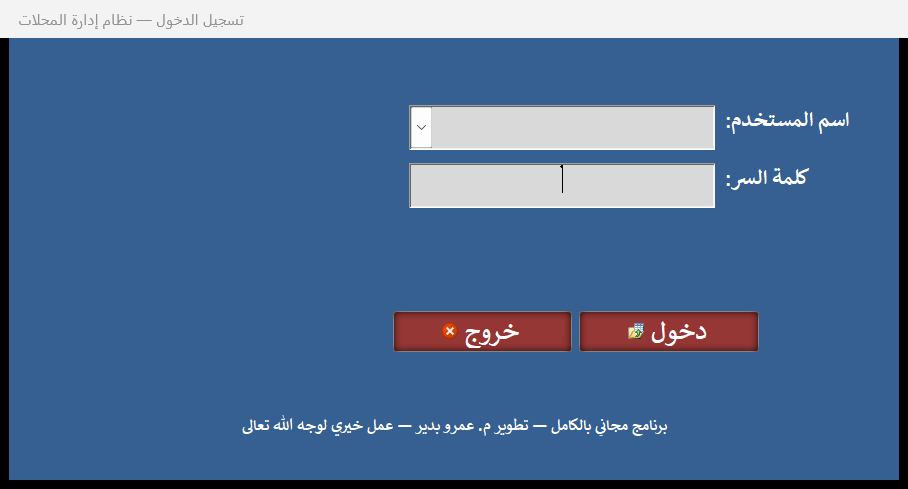 تسجيل الدخول — نظام إدارة المحلات
اسم المستخدم:
كلمة السر:
دخول
خروج
برنامج مجاني بالكامل — تطوير م. عمرو بدير — عمل خيري لوجه الله تعالى